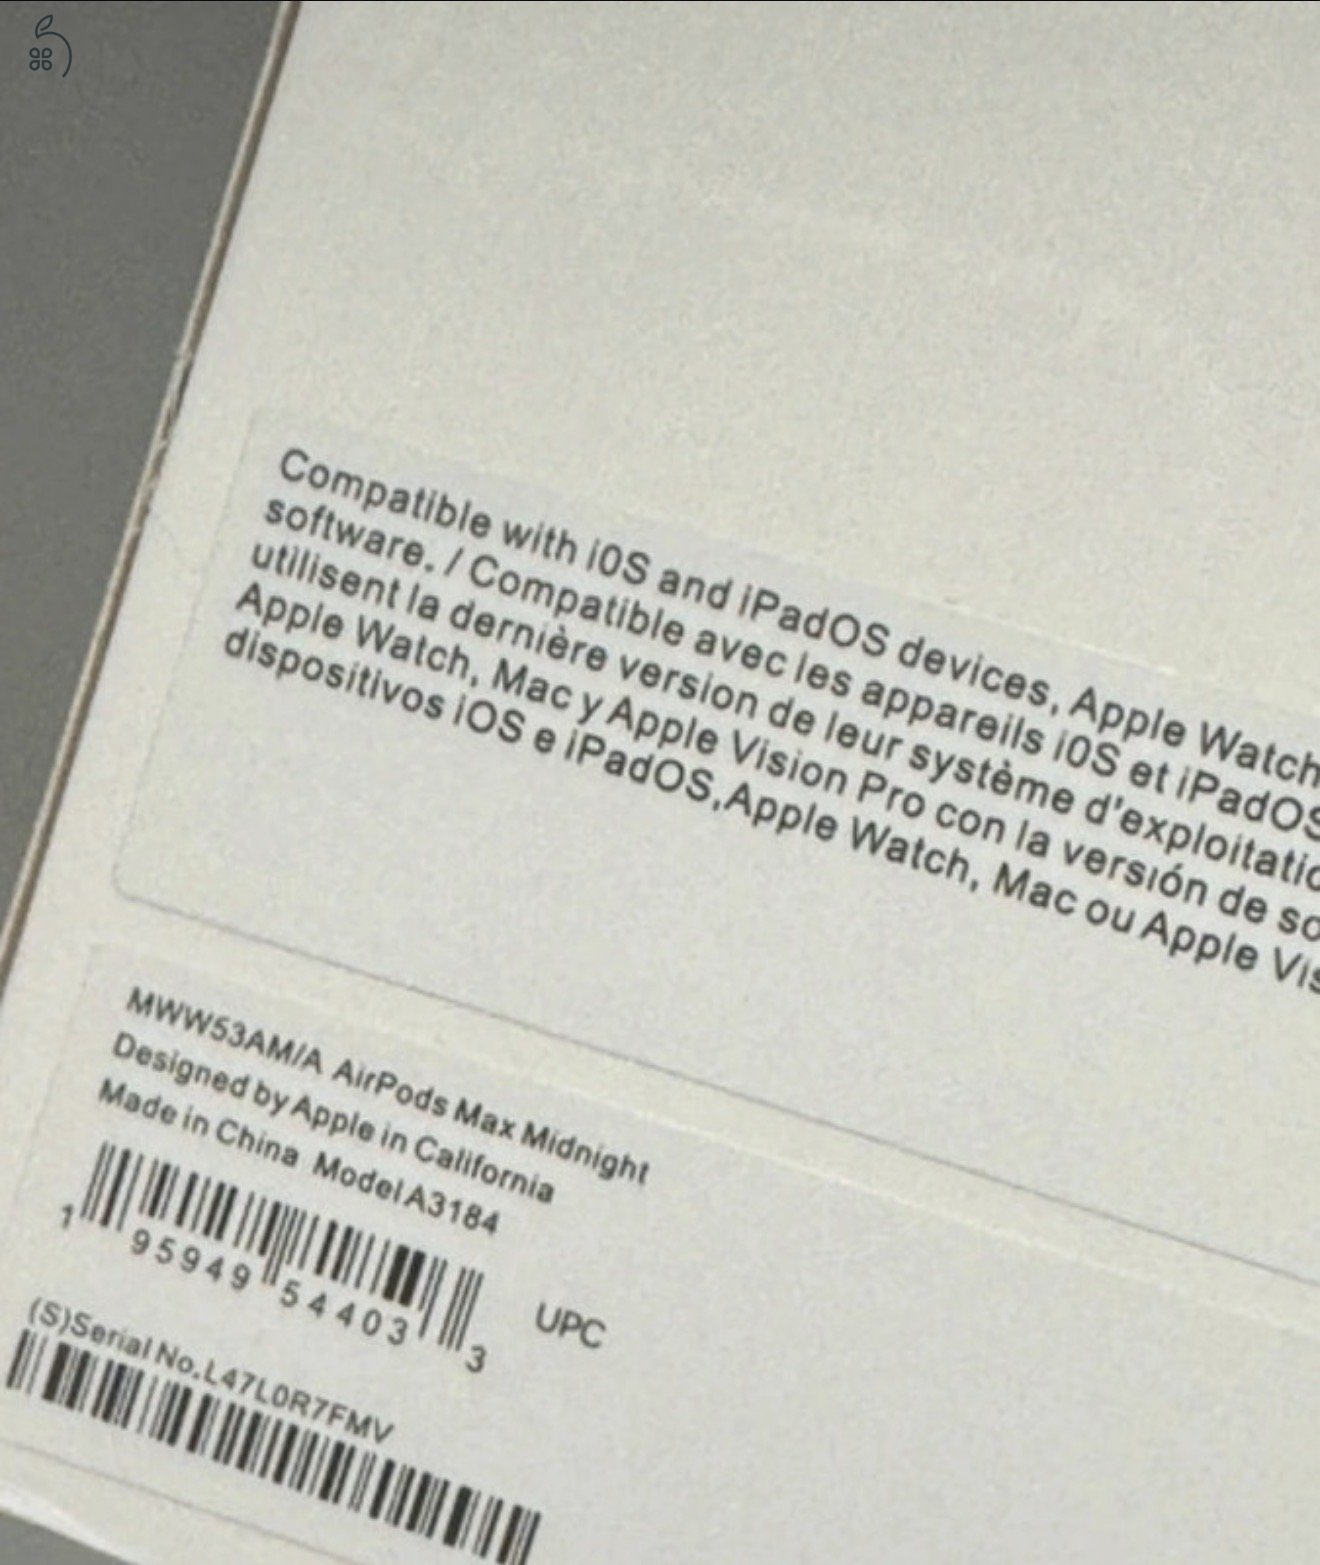 Compatible with i0S and iPadOS devices, Apple Watch
software. / Compatible avec les appareils i0S et iPadOS
utilisent la dernière version de leur système d'exploitatio
Apple Watch, Mac y Apple Vision Pro con la versión de so
dispositivos iOS e iPadOS,Apple Watch, Mac ou Apple Vis
MWW53AM/A AirPods Max Midnight
Designed by Apple in California
Made in China Model A3184
1 95949 54403 3 UPC
(S)Serial No.L47L0R7FMV